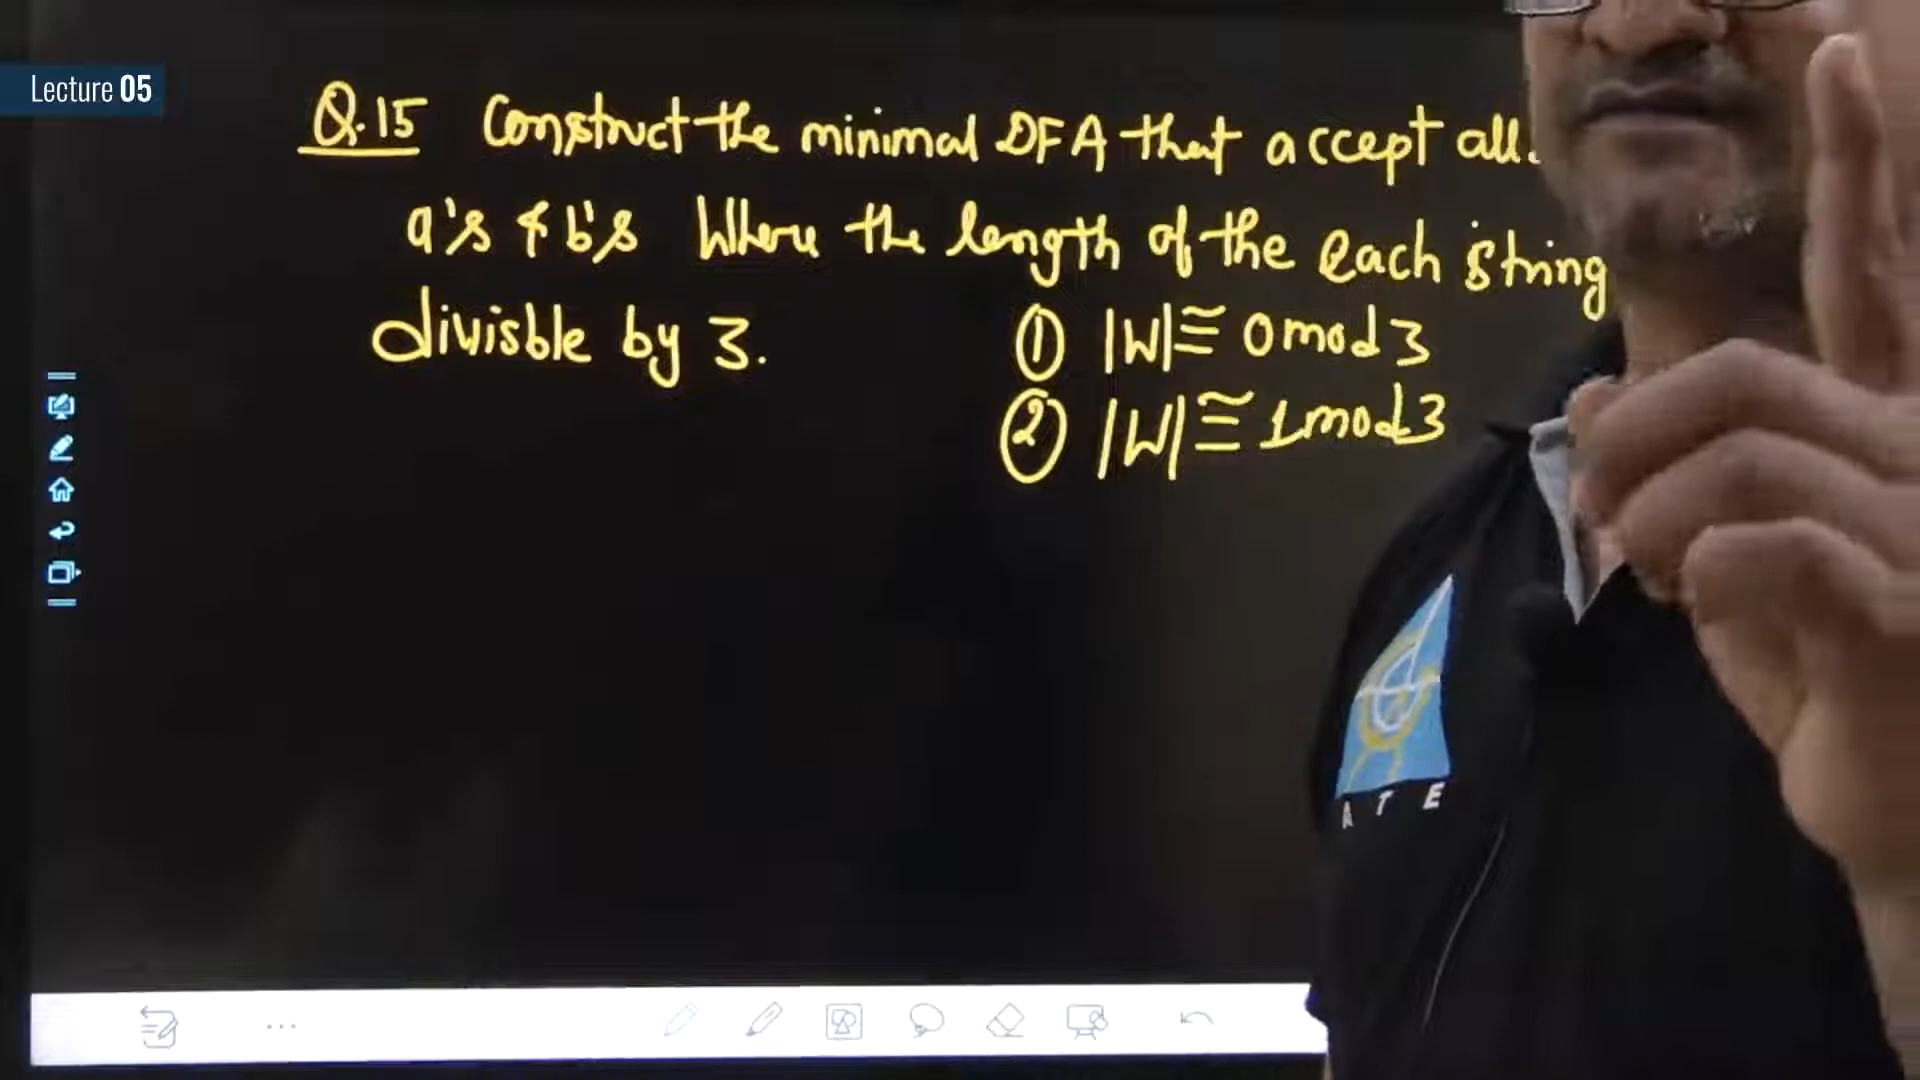 Lecture 05
Q.15 Construct the minimal DFA that accept all.
a's & b's Where the length of the each string
divisble by 3.
① |W| ≅ 0 mod 3
② |W| ≅ 1 mod 3
A T E